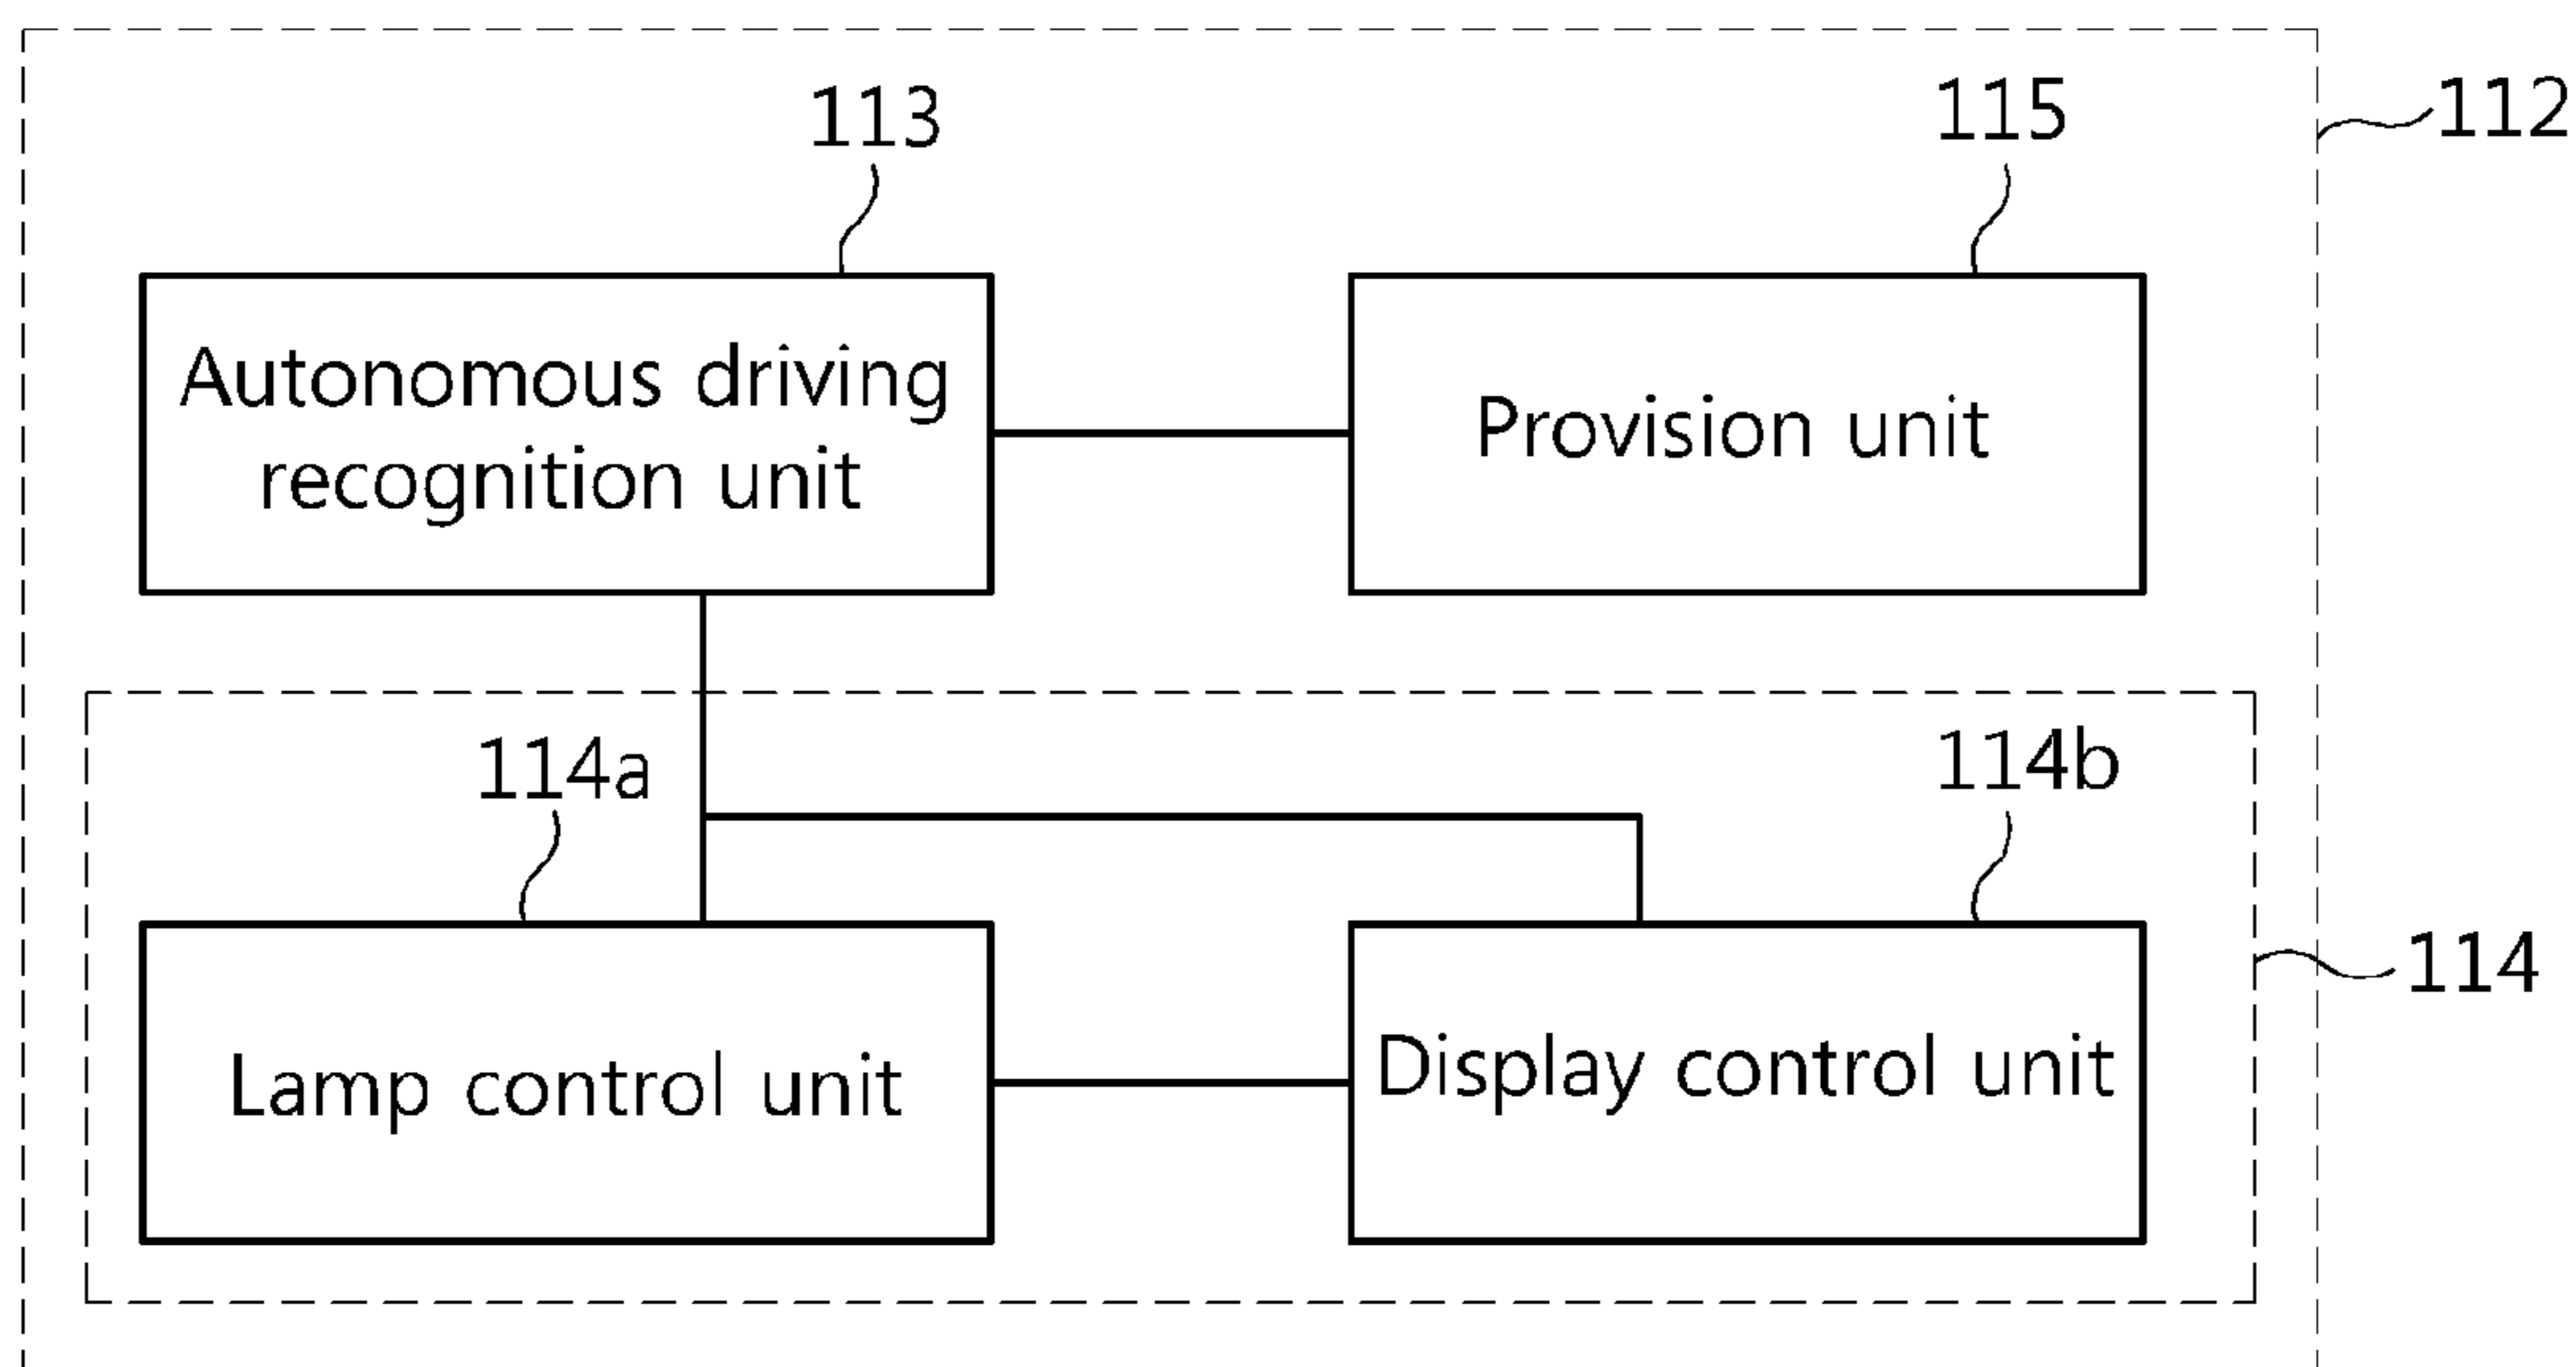 112
113
115
Autonomous driving
recognition unit
Provision unit
114a
114b
114
Lamp control unit
Display control unit